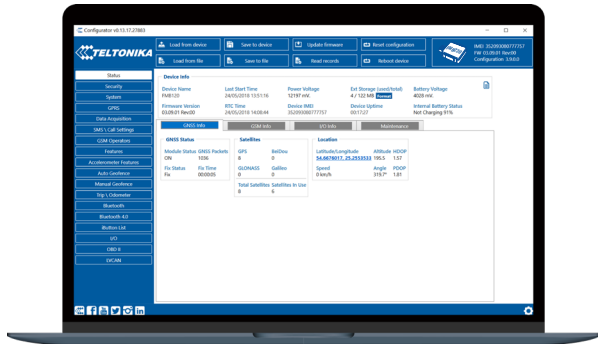 Configurator v0.13.17.27883
TELTONIKA
Load from device
Save to device
Update firmware
Reset configuration
Load from file
Save to file
Read records
Reboot device
IMEI 352093080777757
FW 03.09.01 Rev:00
Configuration 1.9.0.0
Status
Security
System
GPRS
Data Acquisition
SMS \ Call Settings
GSM Operators
Features
Accelerometer Features
Auto Geofence
Manual Geofence
Trip \ Odometer
Bluetooth
Bluetooth 4.0
iButton List
I/O
OBD II
LVCAN
Device Info
Device Name
FMB120
Last Start Time
24/05/2018 13:51:16
Power Voltage
12197 mV.
Ext Storage (used/total)
4 / 122 MB Format
Battery Voltage
4028 mV.
Firmware Version
03.09.01 Rev:00
RTC Time
24/05/2018 14:08:44
Device IMEI
352093080777757
Device Uptime
00:17:27
Internal Battery Status
Not Charging 91%
GNSS Info
GSM Info
I/O Info
Maintenance
GNSS Status
Module Status GNSS Packets
ON 1036
Fix Status Fix Time
Fix 00:00:05
Satellites
GPS BeiDou
8 0
GLONASS Galileo
0 0
Total Satellites Satellites In Use
8 6
Location
Latitude/Longitude Altitude HDOP
54.6678017, 25.2553533 195.5 1.57
Speed Angle PDOP
0 km/h 319.7° 1.81